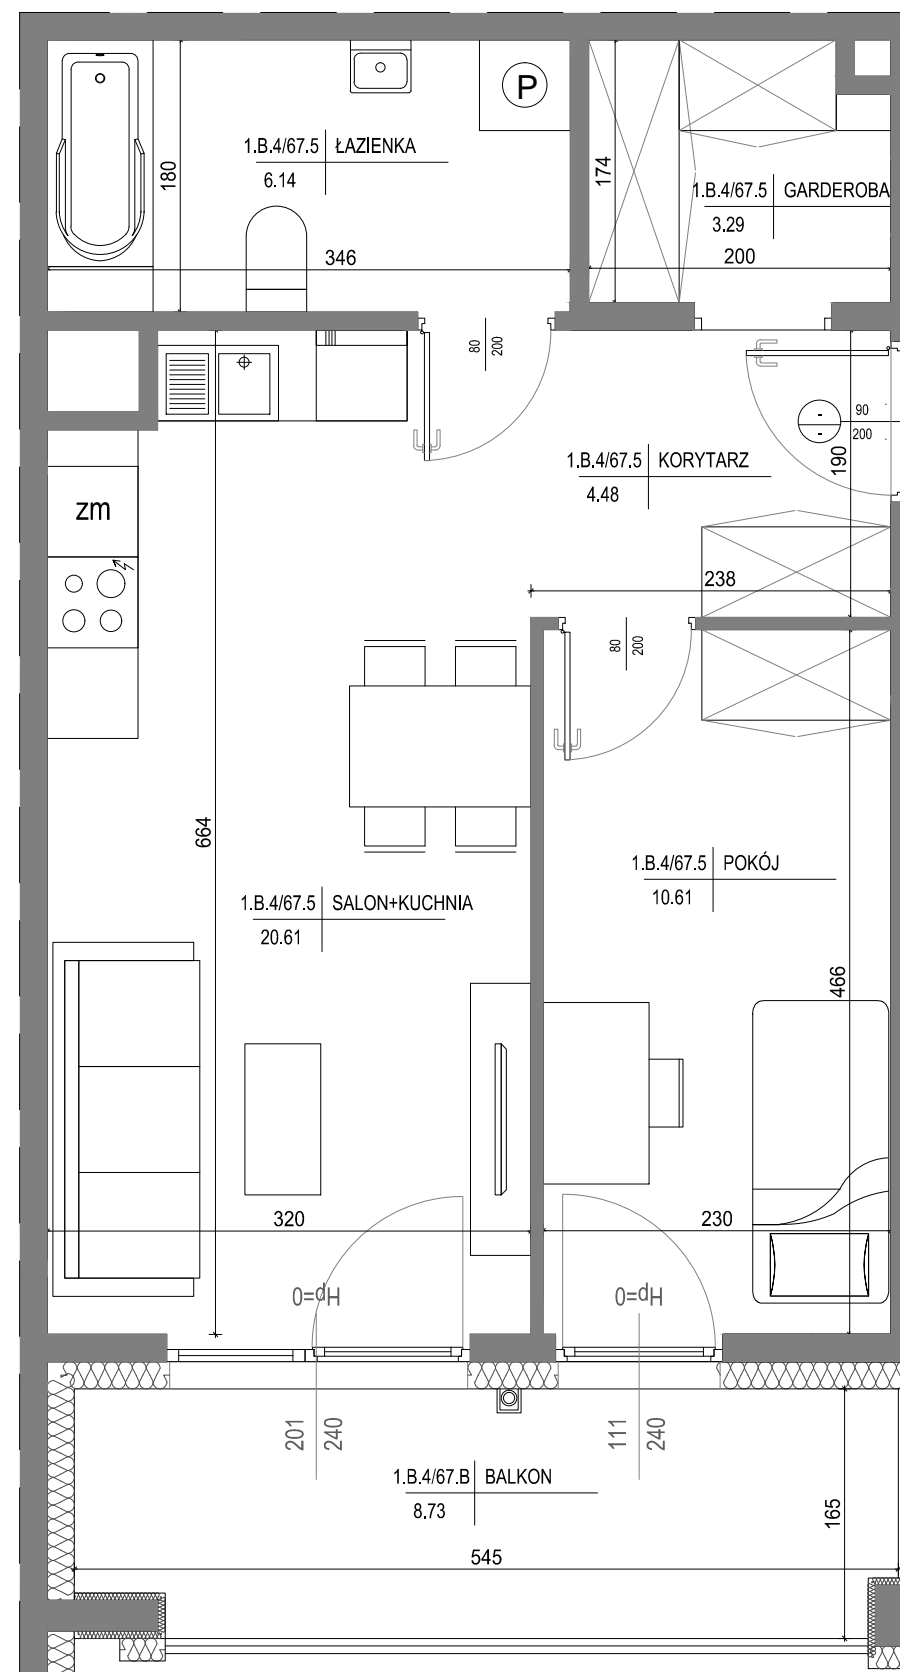 P
1.B.4/67.5 ŁAZIENKA
6.14
180
346
174
1.B.4/67.5 GARDEROBA
3.29
200
80
200
90
200
1.B.4/67.5 KORYTARZ
4.48
190
zm
238
80
200
664
1.B.4/67.5 POKÓJ
10.61
1.B.4/67.5 SALON+KUCHNIA
20.61
466
320
230
Hp=0
Hp=0
201
240
111
240
1.B.4/67.B BALKON
8.73
165
545